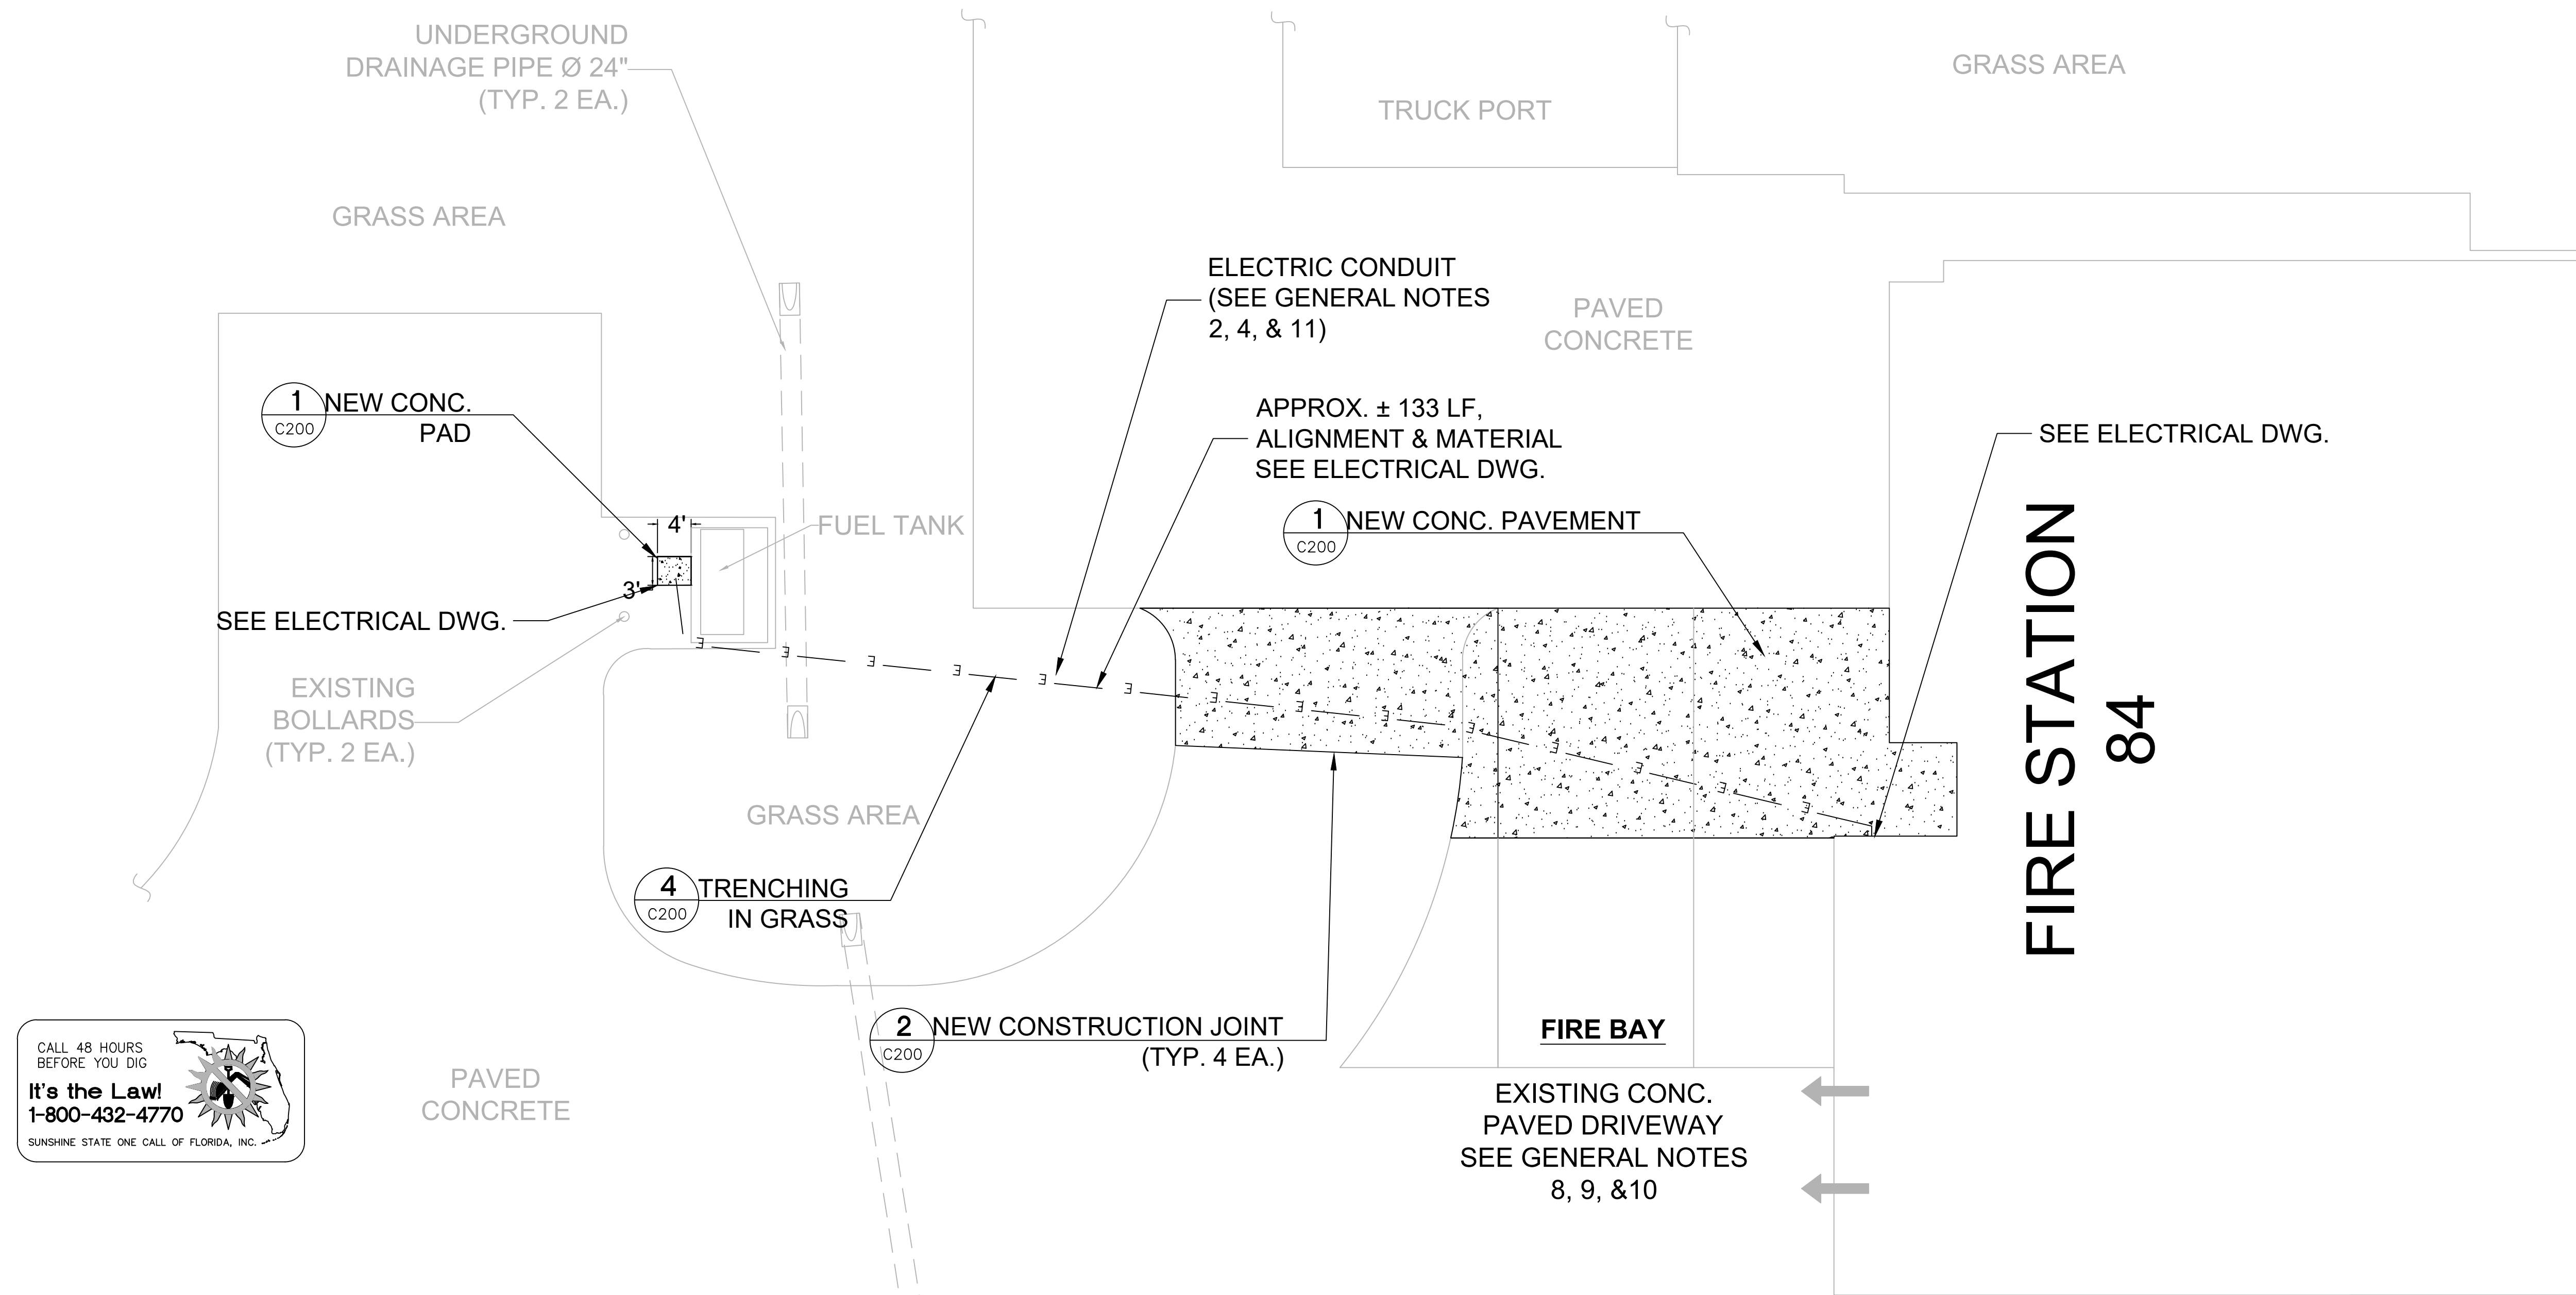 UNDERGROUND
DRAINAGE PIPE Ø 24"
(TYP. 2 EA.)
GRASS AREA
TRUCK PORT
GRASS AREA
GRASS AREA
ELECTRIC CONDUIT
(SEE GENERAL NOTES
2, 4, & 11)
PAVED
CONCRETE
1
C200
NEW CONC.
PAD
APPROX. ± 133 LF,
ALIGNMENT & MATERIAL
SEE ELECTRICAL DWG.
SEE ELECTRICAL DWG.
4'
FUEL TANK
1
C200
NEW CONC. PAVEMENT
3'
SEE ELECTRICAL DWG.
E
E
E
E
E
E
E
E
E
E
E
E
E
E
EXISTING
BOLLARDS
(TYP. 2 EA.)
FIRE STATION
84
GRASS AREA
4
C200
TRENCHING
IN GRASS
2
C200
NEW CONSTRUCTION JOINT
(TYP. 4 EA.)
FIRE BAY
EXISTING CONC.
PAVED DRIVEWAY
SEE GENERAL NOTES
8, 9, &10
PAVED
CONCRETE
CALL 48 HOURS
BEFORE YOU DIG
It's the Law!
1-800-432-4770
SUNSHINE STATE ONE CALL OF FLORIDA, INC.